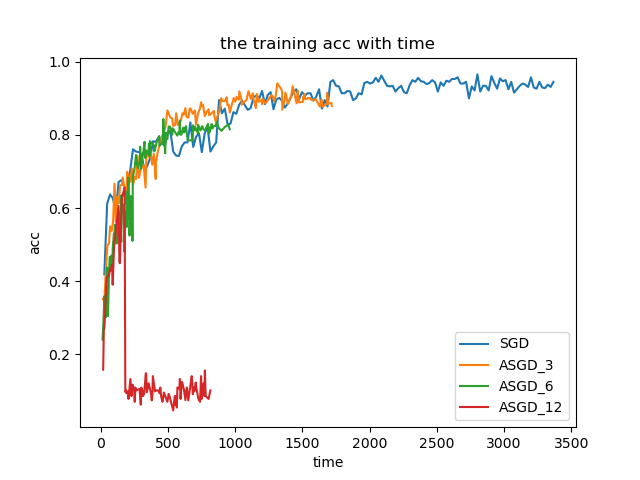 the training acc with time
1.0
0.8
0.6
0.4
0.2
acc
0 500 1000 1500 2000 2500 3000 3500
time
SGD
ASGD_3
ASGD_6
ASGD_12